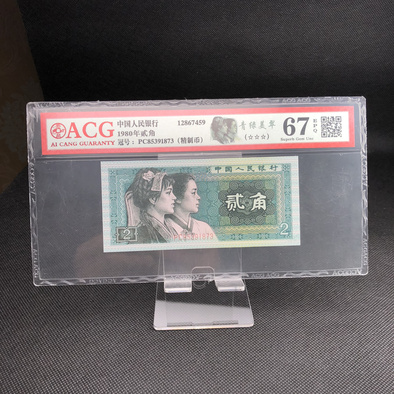 ACG
AI CANG GUARANTY
中国人民银行 12867459
1980年贰角
冠号：PC85391873（精制币）
青绿美翠
(☆☆☆)
67 EPQ
Superb Gem Unc
中国人民银行
贰角
PC85391873
2 2